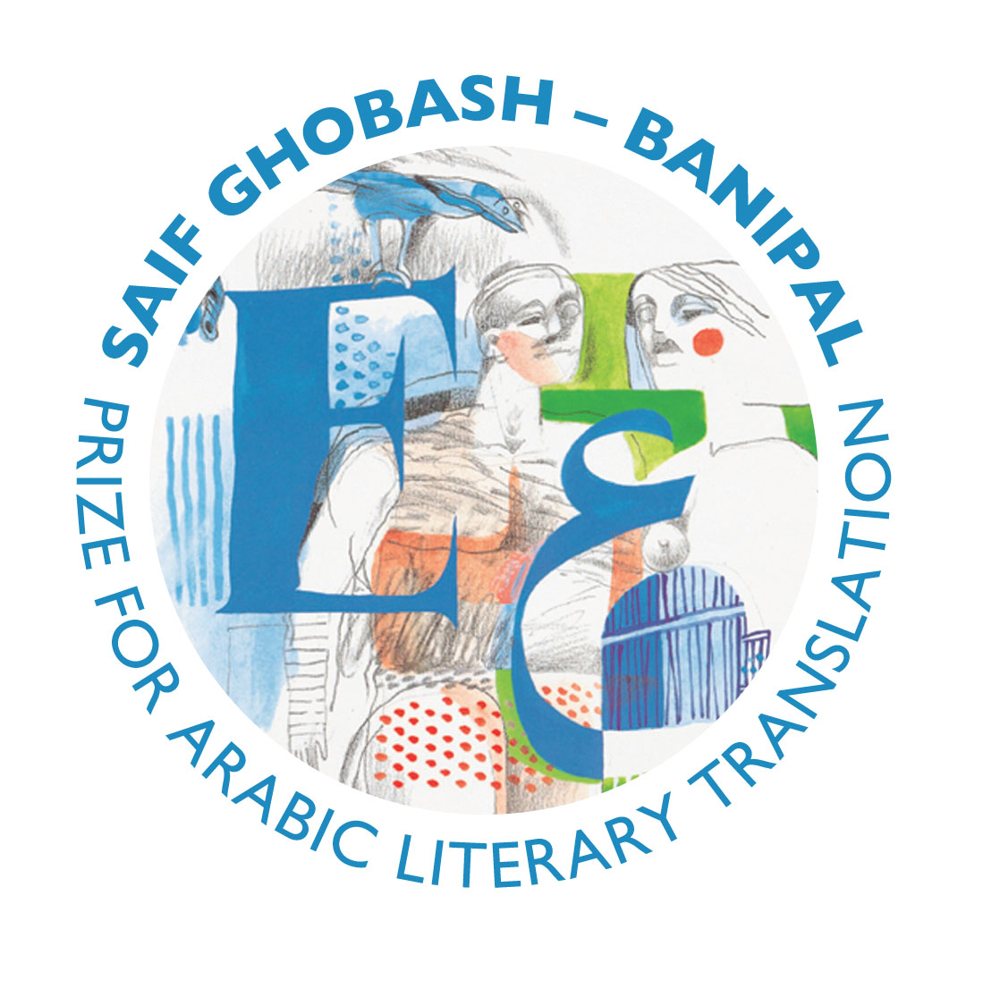 SAIF GHOBASH – BANIPAL
PRIZE FOR ARABIC LITERARY TRANSLATION
E
ع